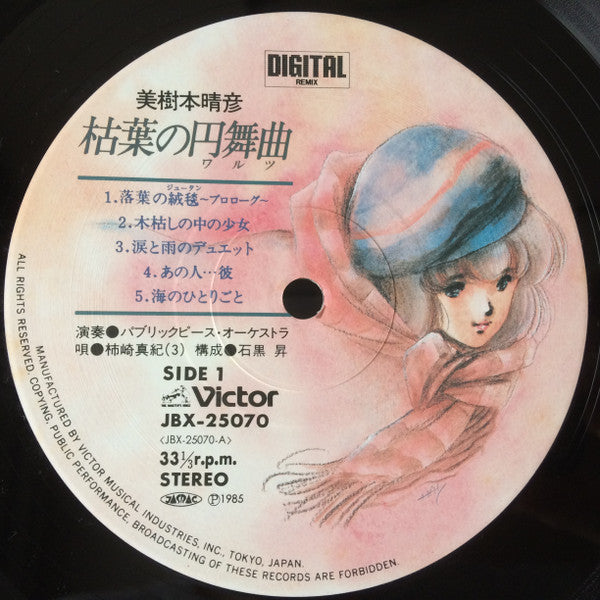 DIGITAL
REMIX
美樹本晴彦
枯葉の円舞曲
ワルツ
ジュータン
1.落葉の絨毯~プロローグ~
2.木枯しの中の少女
3.涙と雨のデュエット
4.あの人…彼
5.海のひとりごと
演奏●パブリックピース・オーケストラ
唄●柿崎真紀(3) 構成●石黒 昇
SIDE 1
Victor
JBX-25070
〈JBX-25070-A〉
33⅓r.p.m.
STEREO
JASRAC Ⓟ1985
MANUFACTURED BY VICTOR MUSICAL INDUSTRIES, INC., TOKYO, JAPAN.
ALL RIGHTS RESERVED. COPYING, PUBLIC PERFORMANCE, BROADCASTING OF THESE RECORDS ARE FORBIDDEN.